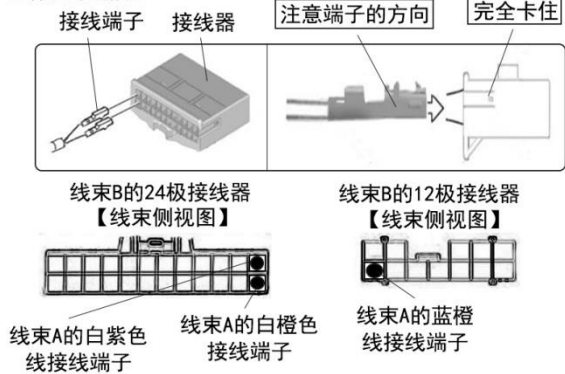 接线端子
接线器
注意端子的方向
完全卡住
线束B的24极接线器
【线束侧视图】
线束B的12极接线器
【线束侧视图】
线束A的白紫色
线接线端子
线束A的白橙色
接线端子
线束A的蓝橙
线接线端子